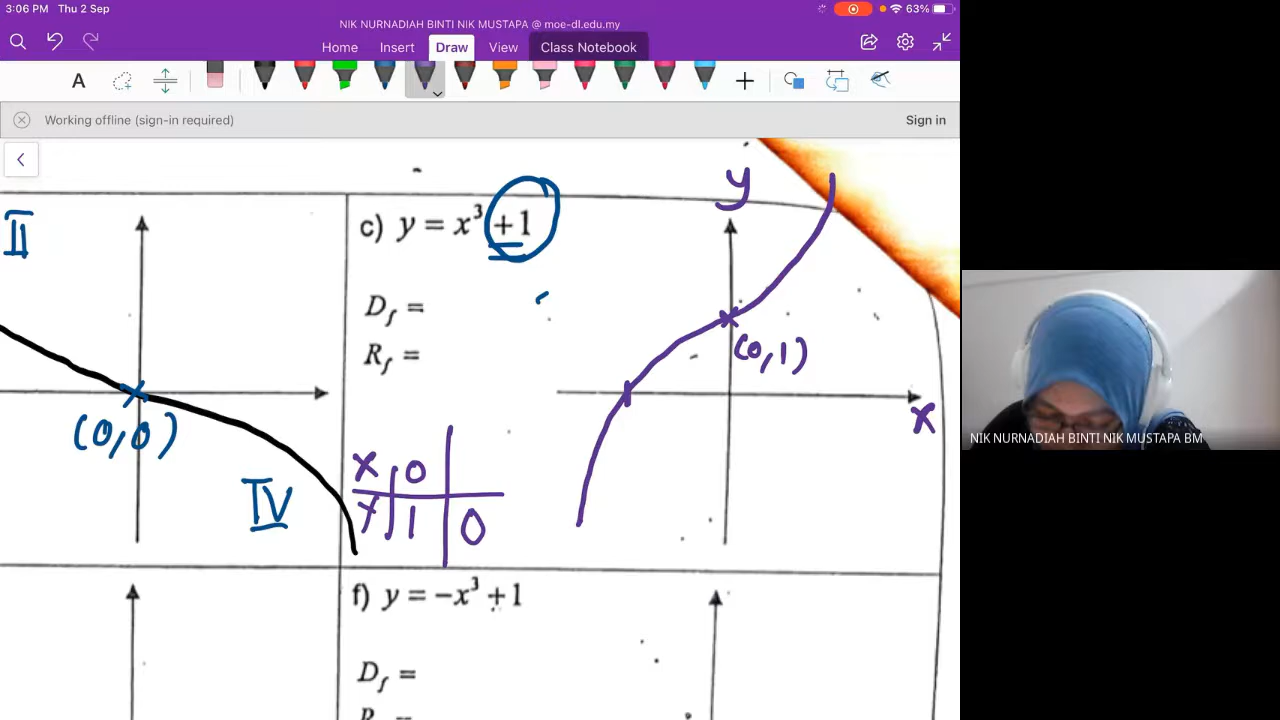 3:06 PM Thu 2 Sep
63%
NIK NURNADIAH BINTI NIK MUSTAPA @ moe-dl.edu.my
Home Insert Draw View Class Notebook
A
Working offline (sign-in required)
Sign in
II
c) y = x³ +1
y
D_f =
R_f =
(0,1)
x
(0,0)
IV
x 0
y 1 0
f) y = −x³ +1
D_f =
NIK NURNADIAH BINTI NIK MUSTAPA BM